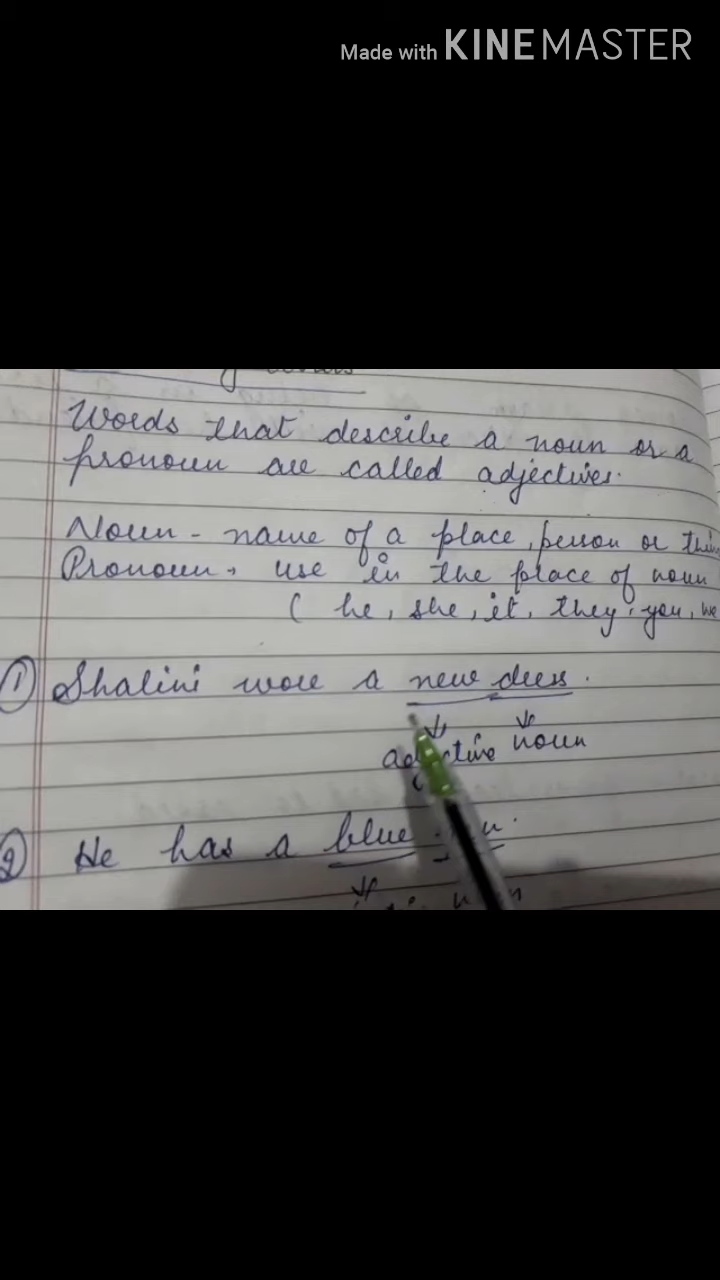 Made with KINEMASTER
Words that describe a noun or a
pronoun are called adjectives.
Noun - name of a place, person or
Pronoun - use in the place of noun
( he, she, it, they, you, we
① Shalini wore a new dress.
adjective noun
② He has a blue